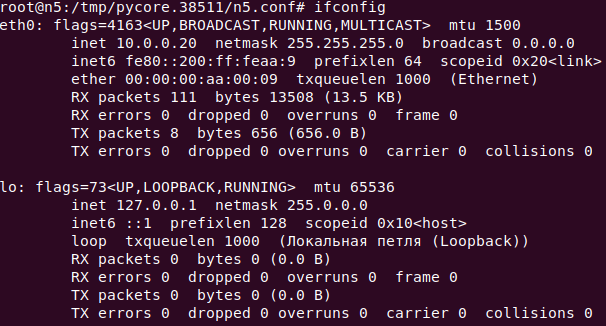 root@n5:/tmp/pycore.38511/n5.conf# ifconfig
eth0: flags=4163<UP,BROADCAST,RUNNING,MULTICAST>  mtu 1500
        inet 10.0.0.20  netmask 255.255.255.0  broadcast 0.0.0.0
        inet6 fe80::200:ff:feaa:9  prefixlen 64  scopeid 0x20<link>
        ether 00:00:00:aa:00:09  txqueuelen 1000  (Ethernet)
        RX packets 111  bytes 13508 (13.5 KB)
        RX errors 0  dropped 0  overruns 0  frame 0
        TX packets 8  bytes 656 (656.0 B)
        TX errors 0  dropped 0 overruns 0  carrier 0  collisions 0

lo: flags=73<UP,LOOPBACK,RUNNING>  mtu 65536
        inet 127.0.0.1  netmask 255.0.0.0
        inet6 ::1  prefixlen 128  scopeid 0x10<host>
        loop  txqueuelen 1000  (Локальная петля (Loopback))
        RX packets 0  bytes 0 (0.0 B)
        RX errors 0  dropped 0  overruns 0  frame 0
        TX packets 0  bytes 0 (0.0 B)
        TX errors 0  dropped 0 overruns 0  carrier 0  collisions 0